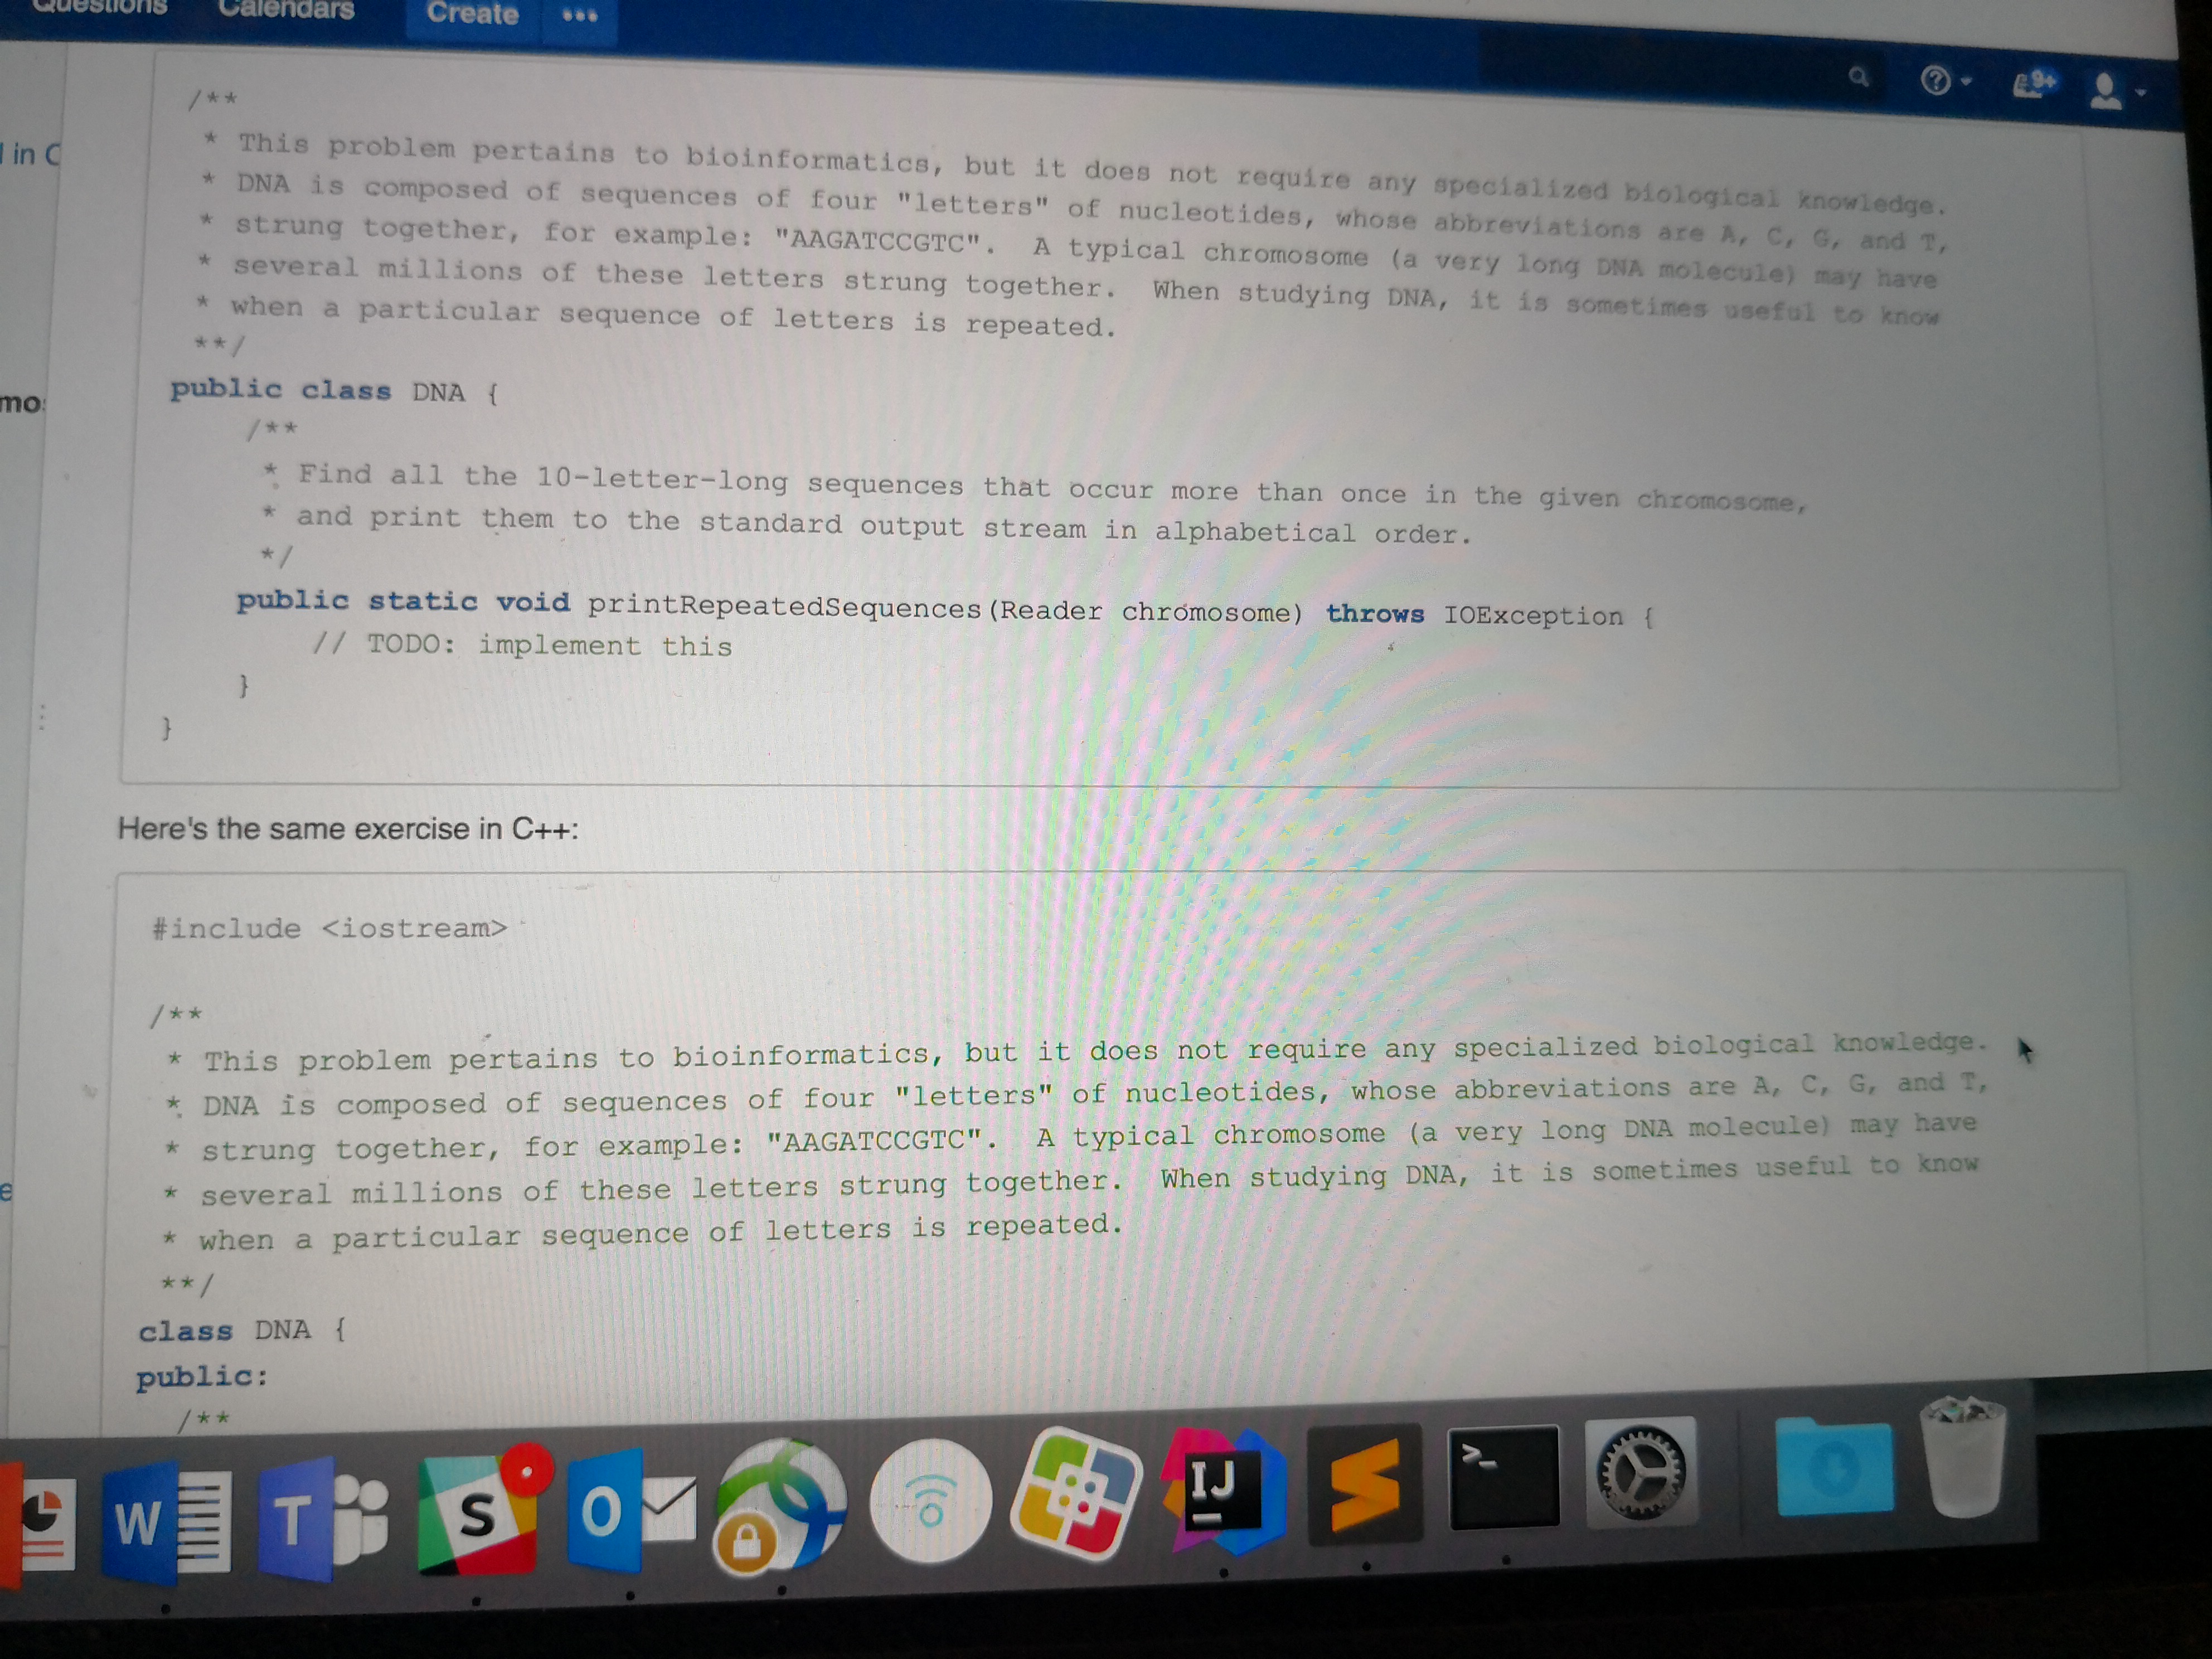 Questions Calendars Create •••
9+
l in C
/**
* This problem pertains to bioinformatics, but it does not require any specialized biological knowledge.
* DNA is composed of sequences of four "letters" of nucleotides, whose abbreviations are A, C, G, and T,
* strung together, for example: "AAGATCCGTC".  A typical chromosome (a very long DNA molecule) may have
* several millions of these letters strung together.  When studying DNA, it is sometimes useful to know
* when a particular sequence of letters is repeated.
**/
mo
public class DNA {
/**
* Find all the 10-letter-long sequences that occur more than once in the given chromosome,
* and print them to the standard output stream in alphabetical order.
*/
public static void printRepeatedSequences(Reader chromosome) throws IOException {
// TODO: implement this
}
}
Here's the same exercise in C++:
#include <iostream>
/**
* This problem pertains to bioinformatics, but it does not require any specialized biological knowledge.
* DNA is composed of sequences of four "letters" of nucleotides, whose abbreviations are A, C, G, and T,
* strung together, for example: "AAGATCCGTC".  A typical chromosome (a very long DNA molecule) may have
* several millions of these letters strung together.  When studying DNA, it is sometimes useful to know
* when a particular sequence of letters is repeated.
**/
e
class DNA {
public:
/**
W T S O IJ >_